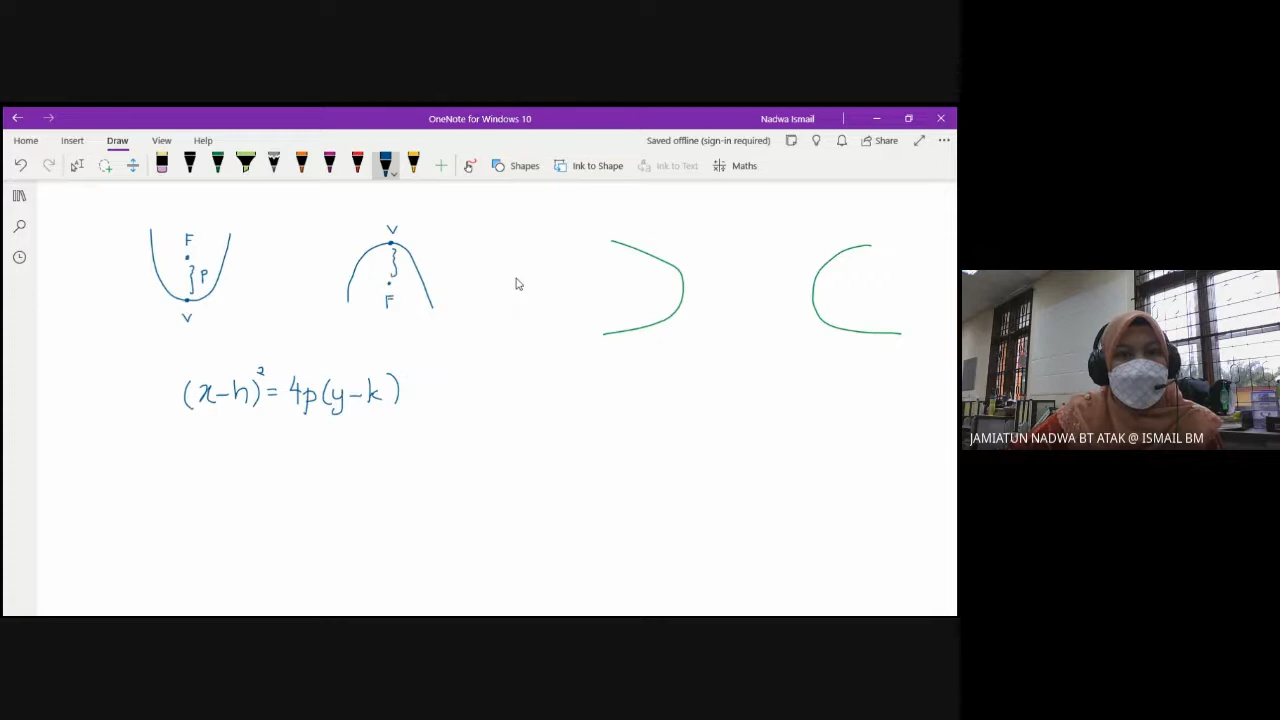 OneNote for Windows 10
Nadwa Ismail
Home Insert Draw View Help
Saved offline (sign-in required)
Share
Shapes
Ink to Shape
Ink to Text
Maths
F
p
V
V
F
(x-h)²= 4p(y-k)
JAMIATUN NADWA BT ATAK @ ISMAIL BM